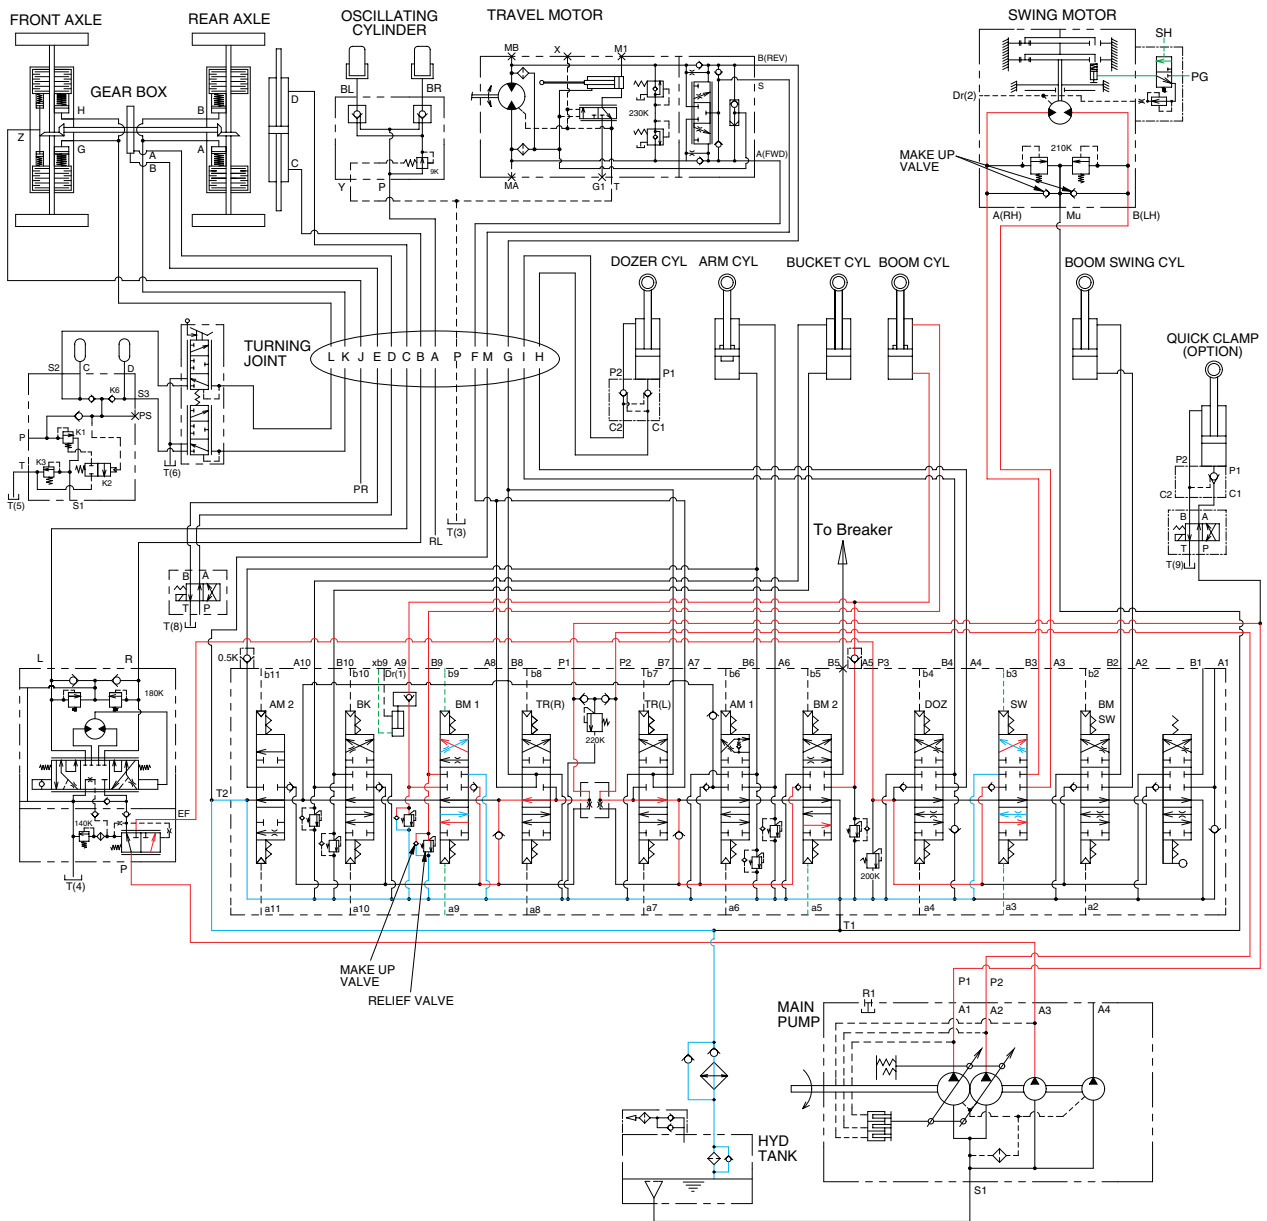 FRONT AXLE
REAR AXLE
OSCILLATING
CYLINDER
TRAVEL MOTOR
SWING MOTOR
MB
X
M1
B(REV)
S
SH
PG
BL
BR
GEAR BOX
H
B
D
Dr(2)
230K
Z
G
A
A
B
C
9K
A(FWD)
210K
MAKE UP
VALVE
Y
P
MA
G1
T
A(RH)
Mu
B(LH)
DOZER CYL
ARM CYL
BUCKET CYL
BOOM CYL
BOOM SWING CYL
QUICK CLAMP
(OPTION)
TURNING
JOINT
L K J E D C B A P F M G I H
S2
C
D
K6
S3
PS
P
K1
T
K3
K2
T(5)
S1
T(6)
P2
P1
C2
C1
P2
P1
C2
C1
B
A
T
P
T(9)
PR
RL
T(3)
To Breaker
B
A
T
P
T(8)
L
R
180K
EF
140K
T(4)
P
0.5K
b11
A10
B10
b10
xb9
A9
Dr(1)
B9
b9
A8
B8
b8
P1
P2
B7
b7
A7
B6
b6
A6
B5
b5
A5
P3
B4
b4
A4
B3
b3
A3
B2
b2
A2
B1
A1
AM 2
BK
BM 1
TR(R)
220K
TR(L)
AM 1
BM 2
DOZ
SW
BM
SW
T2
200K
a11
a10
a9
a8
a7
a6
a5
a4
a3
a2
T1
MAKE UP
VALVE
RELIEF VALVE
P1
P2
R1
MAIN
PUMP
A1
A2
A3
A4
HYD
TANK
S1